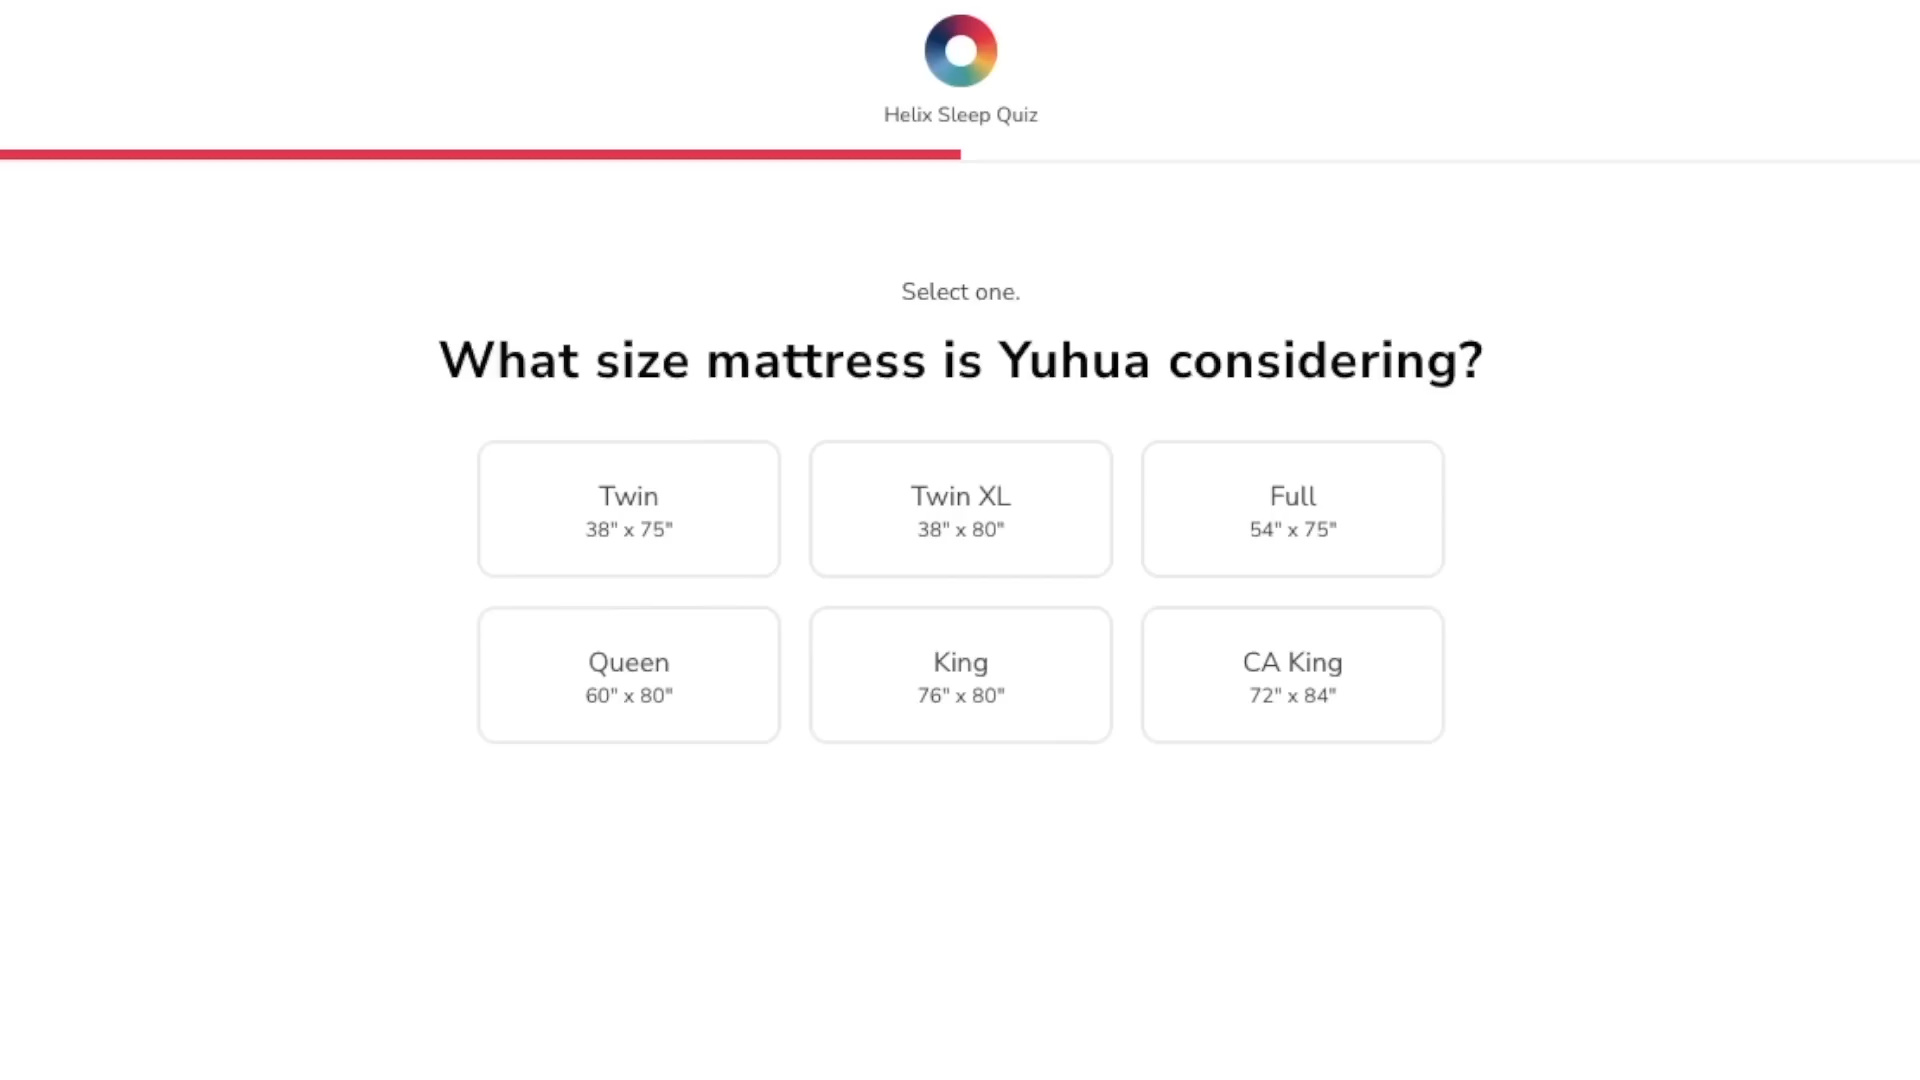 Helix Sleep Quiz
Select one.
What size mattress is Yuhua considering?
Twin
38" x 75"
Twin XL
38" x 80"
Full
54" x 75"
Queen
60" x 80"
King
76" x 80"
CA King
72" x 84"